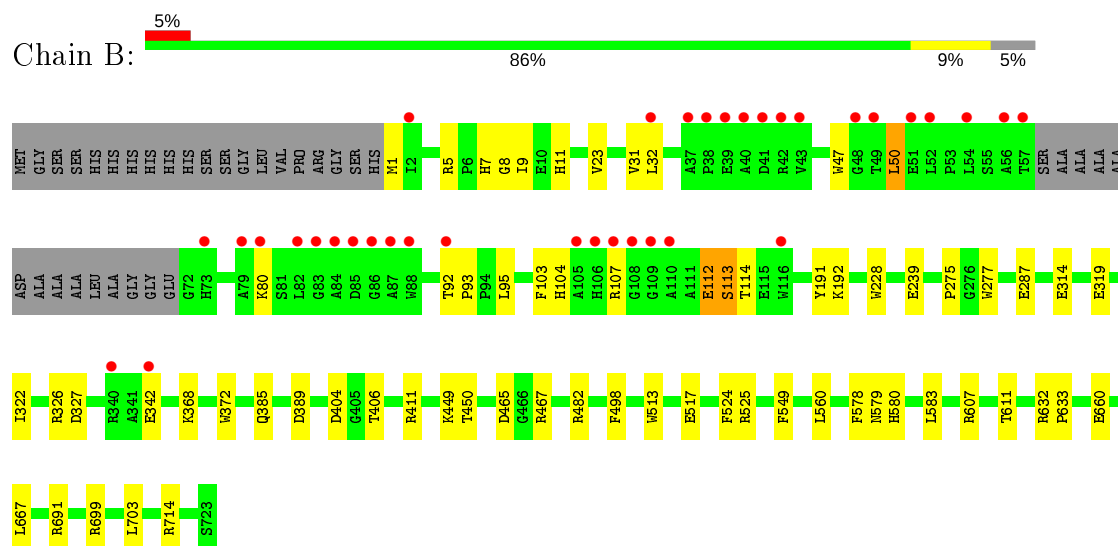 5%
Chain B:
86% 9% 5%
MET GLY SER SER HIS HIS HIS HIS HIS HIS SER SER GLY LEU VAL PRO ARG GLY SER HIS M1 I2 R5 P6 H7 G8 I9 E10 H11 V23 V31 L32 A37 P38 E39 A40 D41 R42 V43 W47 G48 T49 L50 E51 L52 P53 L54 S55 A56 T57 SER ALA ALA ALA ALA
ASP ALA ALA ALA LEU ALA GLY GLY GLU G72 H73 A79 K80 S81 L82 G83 A84 D85 G86 A87 W88 T92 P93 P94 L95 F103 H104 A105 H106 R107 G108 G109 A110 A111 E112 S113 T114 E115 W116 Y191 K192 W228 E239 P275 G276 W277 E287 E314 E319
I322 R326 D327 R340 A341 E342 K368 W372 Q385 D389 D404 G405 T406 R411 K449 T450 D465 G466 R467 R482 F498 W513 E517 F524 R525 F549 L560 F578 N579 H580 L583 R607 T611 R632 P633 E660
L667 R691 R699 L703 R714 S723